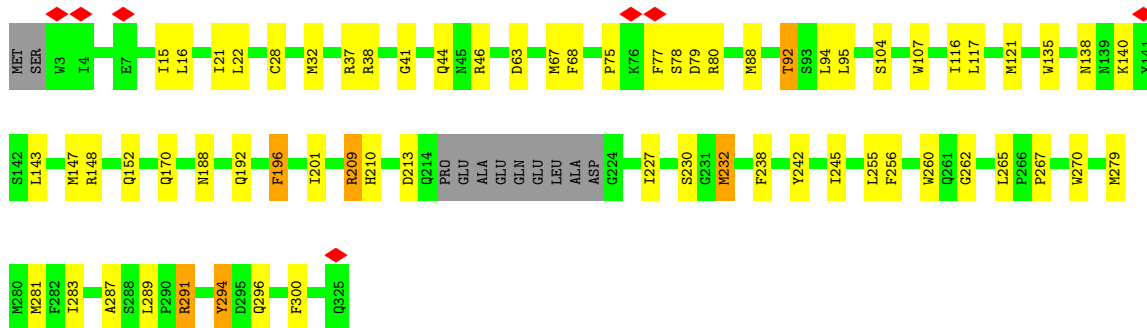 MET SER W3 I4 E7 I15 L16 I21 L22 C28 M32 R37 R38 G41 Q44 N45 R46 D63 M67 F68 P75 K76 F77 S78 D79 R80 M88 T92 S93 L94 L95 S104 W107 I116 L117 M121 W135 N138 N139 K140 Y141
S142 L143 M147 R148 Q152 Q170 N188 Q192 F196 I201 R209 H210 D213 Q214 PRO GLU ALA GLU GLN GLU LEU ALA ASP G224 I227 S230 G231 M232 F238 Y242 I245 L255 F256 W260 Q261 G262 L265 P266 P267 W270 M279
M280 M281 F282 I283 A287 S288 L289 P290 R291 Y294 D295 Q296 F300 Q325